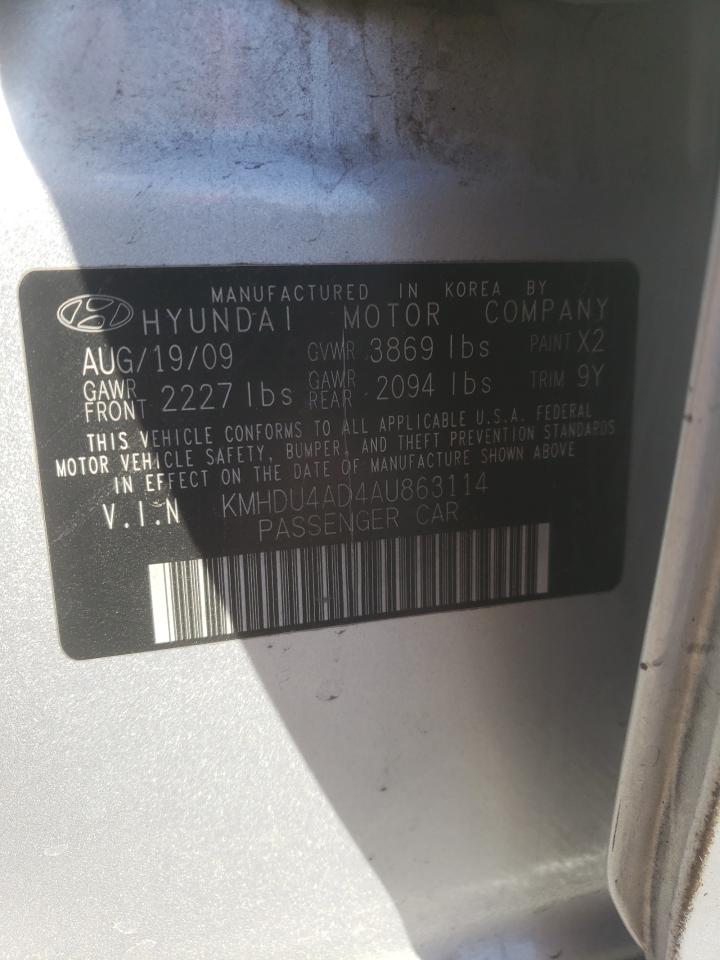 MANUFACTURED IN KOREA BY
HYUNDAI MOTOR COMPANY
AUG/19/09 GVWR 3869 lbs PAINT X2
GAWR FRONT 2227 lbs GAWR REAR 2094 lbs TRIM 9Y
THIS VEHICLE CONFORMS TO ALL APPLICABLE U.S.A. FEDERAL
MOTOR VEHICLE SAFETY, BUMPER, AND THEFT PREVENTION STANDARDS
IN EFFECT ON THE DATE OF MANUFACTURE SHOWN ABOVE
V.I.N KMHDU4AD4AU863114
PASSENGER CAR